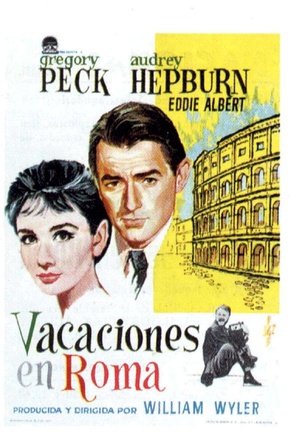 gregory audrey
PECK HEPBURN
EDDIE ALBERT
Vacaciones
en Roma
PRODUCIDA Y DIRIGIDA POR WILLIAM WYLER